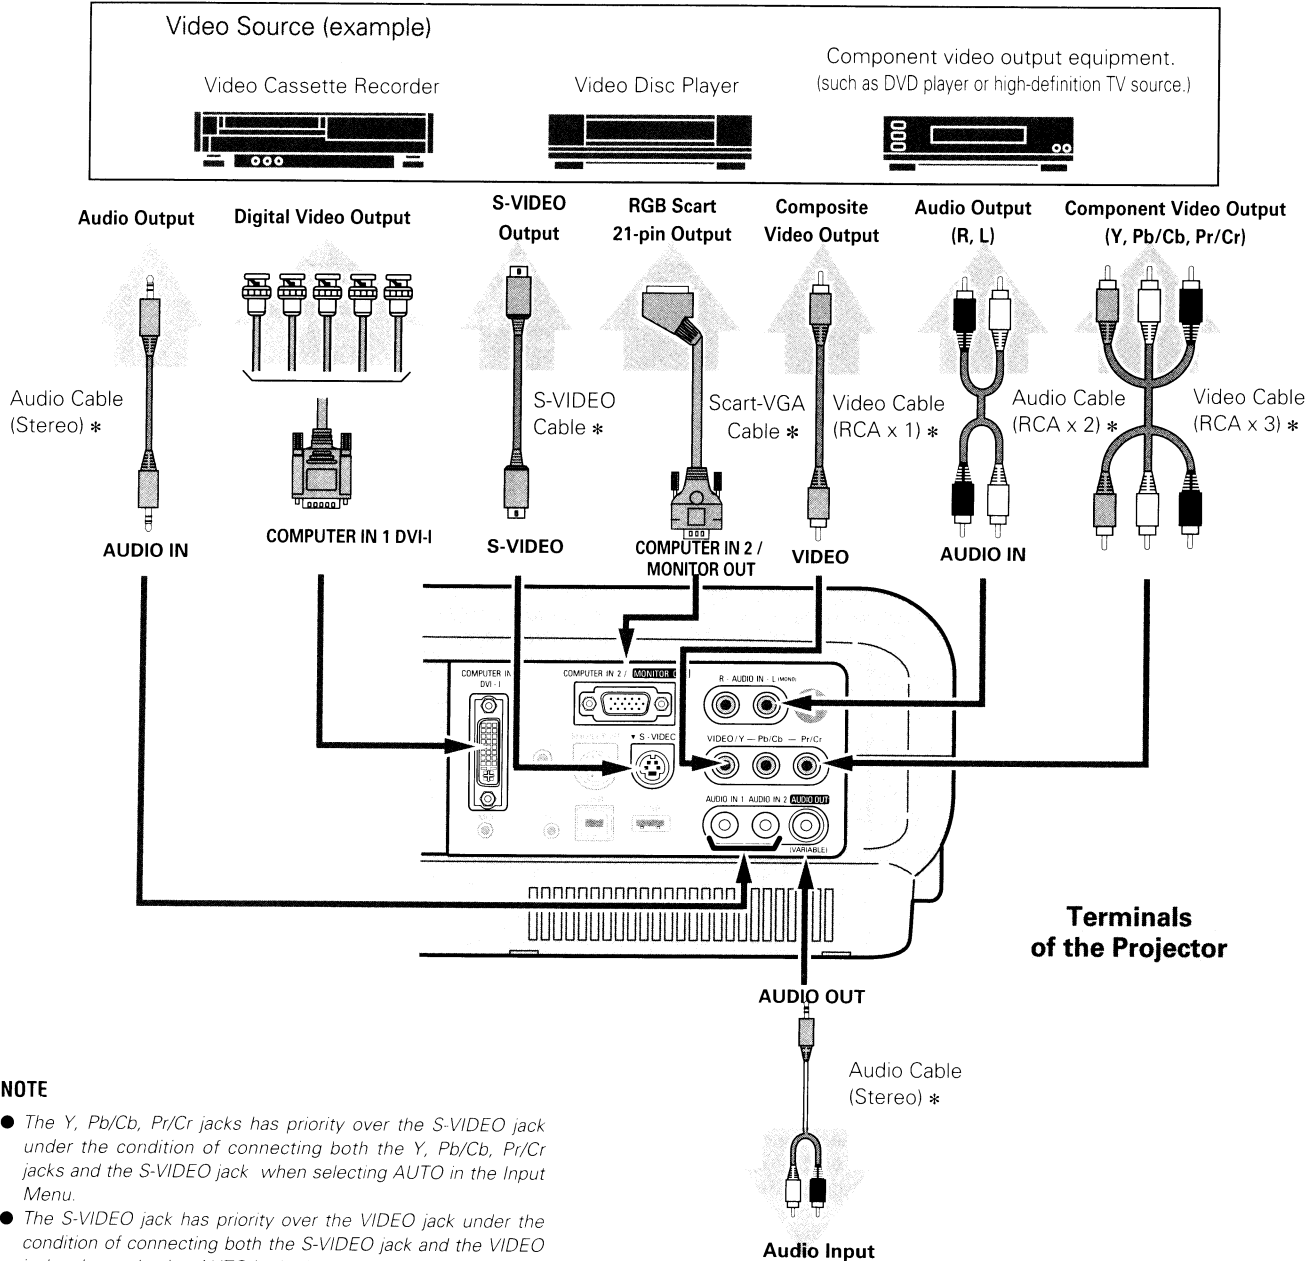 Video Source (example)
Video Cassette Recorder
Video Disc Player
Component video output equipment.
(such as DVD player or high-definition TV source.)
Audio Output
Digital Video Output
S-VIDEO
Output
RGB Scart
21-pin Output
Composite
Video Output
Audio Output
(R, L)
Component Video Output
(Y, Pb/Cb, Pr/Cr)
Audio Cable
(Stereo) *
S-VIDEO
Cable *
Scart-VGA
Cable *
Video Cable
(RCA x 1) *
Audio Cable
(RCA x 2) *
Video Cable
(RCA x 3) *
AUDIO IN
COMPUTER IN 1 DVI-I
S-VIDEO
COMPUTER IN 2 /
MONITOR OUT
VIDEO
AUDIO IN
COMPUTER IN
DVI - I
COMPUTER IN 2 / MONITOR
R - AUDIO IN - L (MONO)
▼ S - VIDEO
VIDEO/Y — Pb/Cb — Pr/Cr
AUDIO IN 1 AUDIO IN 2 AUDIO OUT
(VARIABLE)
Terminals
of the Projector
AUDIO OUT
Audio Cable
(Stereo) *
Audio Input
NOTE
● The Y, Pb/Cb, Pr/Cr jacks has priority over the S-VIDEO jack
under the condition of connecting both the Y, Pb/Cb, Pr/Cr
jacks and the S-VIDEO jack when selecting AUTO in the Input
Menu.
● The S-VIDEO jack has priority over the VIDEO jack under the
condition of connecting both the S-VIDEO jack and the VIDEO